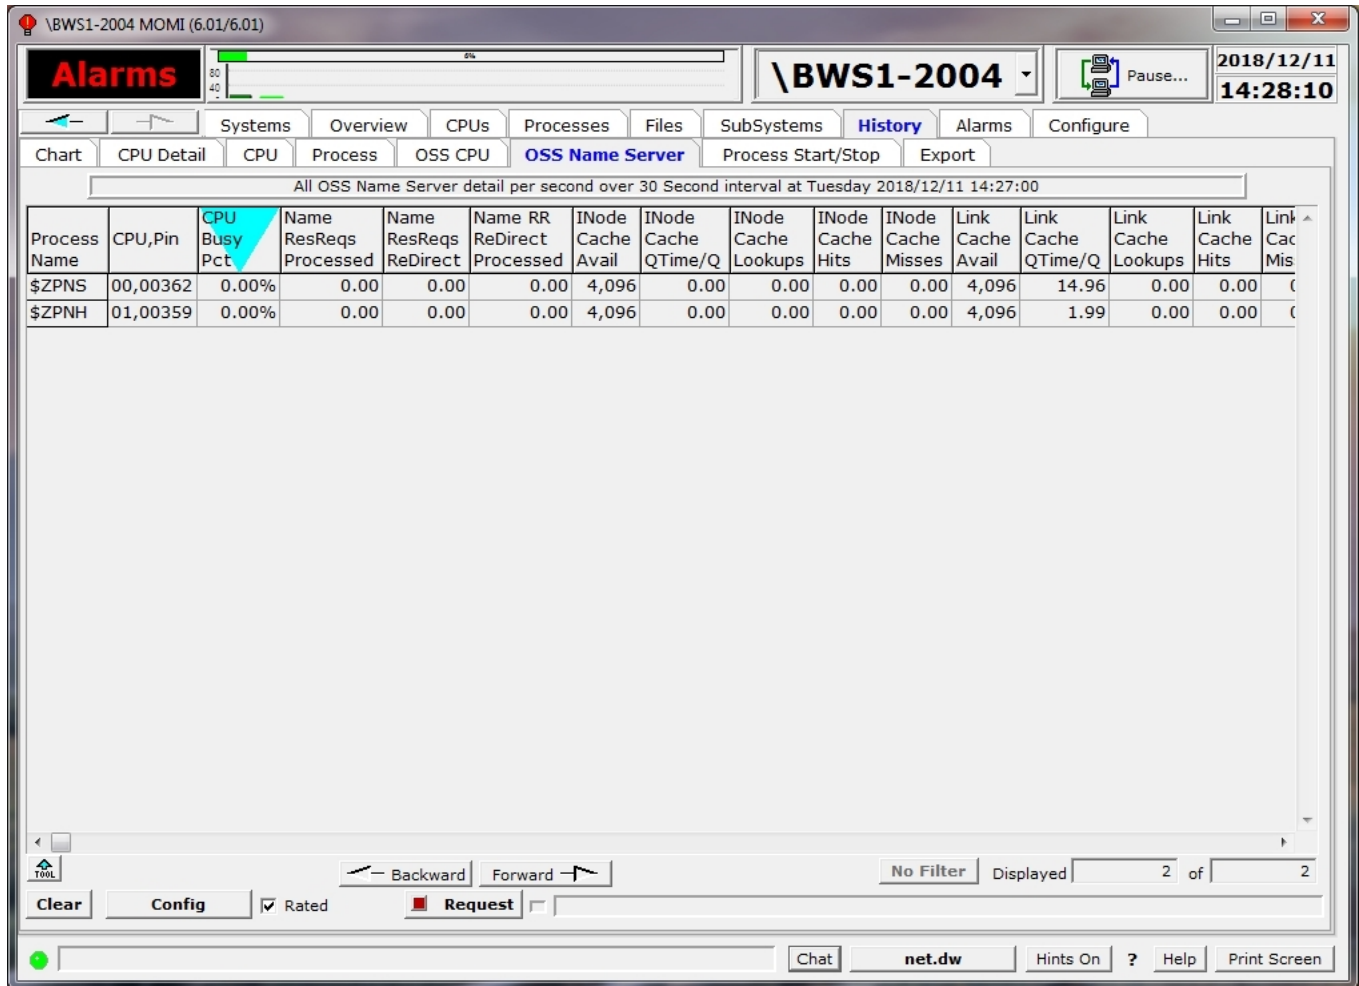 \BWS1-2004 MOMI (6.01/6.01)
Alarms
6%
80
40
\BWS1-2004
Pause...
2018/12/11
14:28:10
Systems Overview CPUs Processes Files SubSystems History Alarms Configure
Chart CPU Detail CPU Process OSS CPU OSS Name Server Process Start/Stop Export
All OSS Name Server detail per second over 30 Second interval at Tuesday 2018/12/11 14:27:00
CPU Name Name Name RR INode INode INode INode INode Link Link Link Link Link
Process CPU,Pin Busy ResReqs ResReqs ReDirect Cache Cache Cache Cache Cache Cache Cache Cache Cache Cac
Name Pct Processed ReDirect Processed Avail QTime/Q Lookups Hits Misses Avail QTime/Q Lookups Hits Mis
$ZPNS 00,00362 0.00% 0.00 0.00 0.00 4,096 0.00 0.00 0.00 0.00 4,096 14.96 0.00 0.00
$ZPNH 01,00359 0.00% 0.00 0.00 0.00 4,096 0.00 0.00 0.00 0.00 4,096 1.99 0.00 0.00
TOOL
Backward Forward No Filter Displayed 2 of 2
Clear Config Rated Request
Chat net.dw Hints On ? Help Print Screen